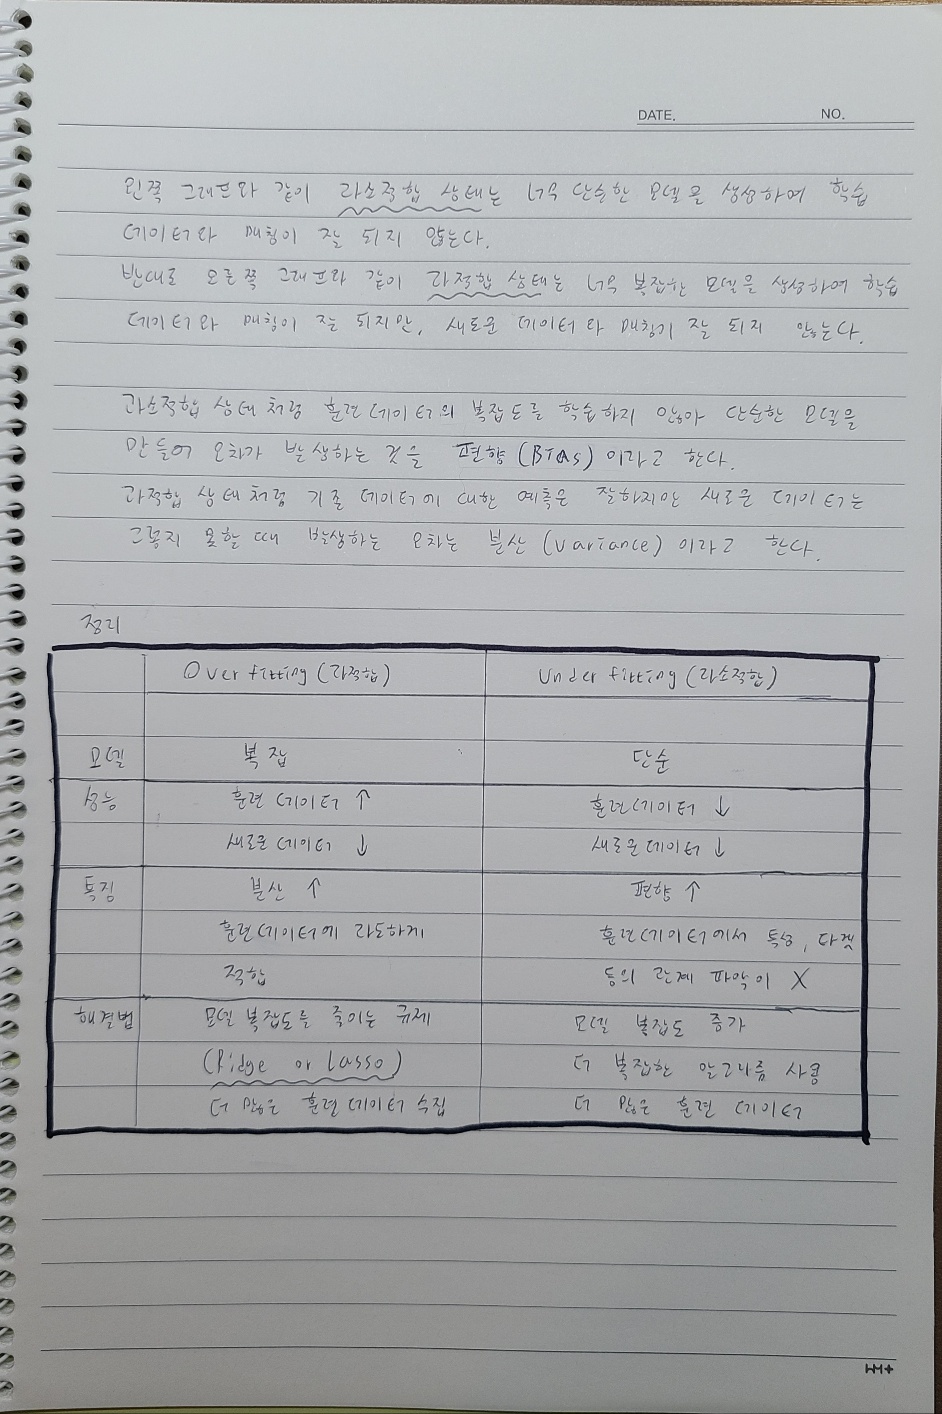 DATE. NO.
왼쪽 그래프와 같이 과소적합 상태는 너무 단순한 모델을 생성하여 학습
데이터와 매칭이 잘 되지 않는다.
반대로 오른쪽 그래프와 같이 과적합 상태는 너무 복잡한 모델을 생성하여 학습
데이터와 매칭이 잘 되지만, 새로운 데이터와 매칭이 잘 되지 않는다.
과소적합 상태처럼 훈련 데이터의 복잡도를 학습하지 않아 단순한 모델을
만들어 오차가 발생하는 것을 편향(Bias)이라고 한다.
과적합 상태처럼 기존 데이터에 대한 예측은 잘하지만 새로운 데이터는
그렇지 못할 때 발생하는 오차는 분산(variance)이라고 한다.
정리
Over fitting (과적합) Under fitting (과소적합)
모델 복잡 단순
성능 훈련 데이터 ↑ 훈련 데이터 ↓
새로운 데이터 ↓ 새로운 데이터 ↓
특징 분산 ↑ 편향 ↑
훈련 데이터에 과도하게 훈련 데이터에서 특성, 타겟
적합 등의 관계 파악이 X
해결법 모델 복잡도를 줄이는 규제 모델 복잡도 증가
(Ridge or Lasso) 더 복잡한 알고리즘 사용
더 많은 훈련 데이터 수집 더 많은 훈련 데이터